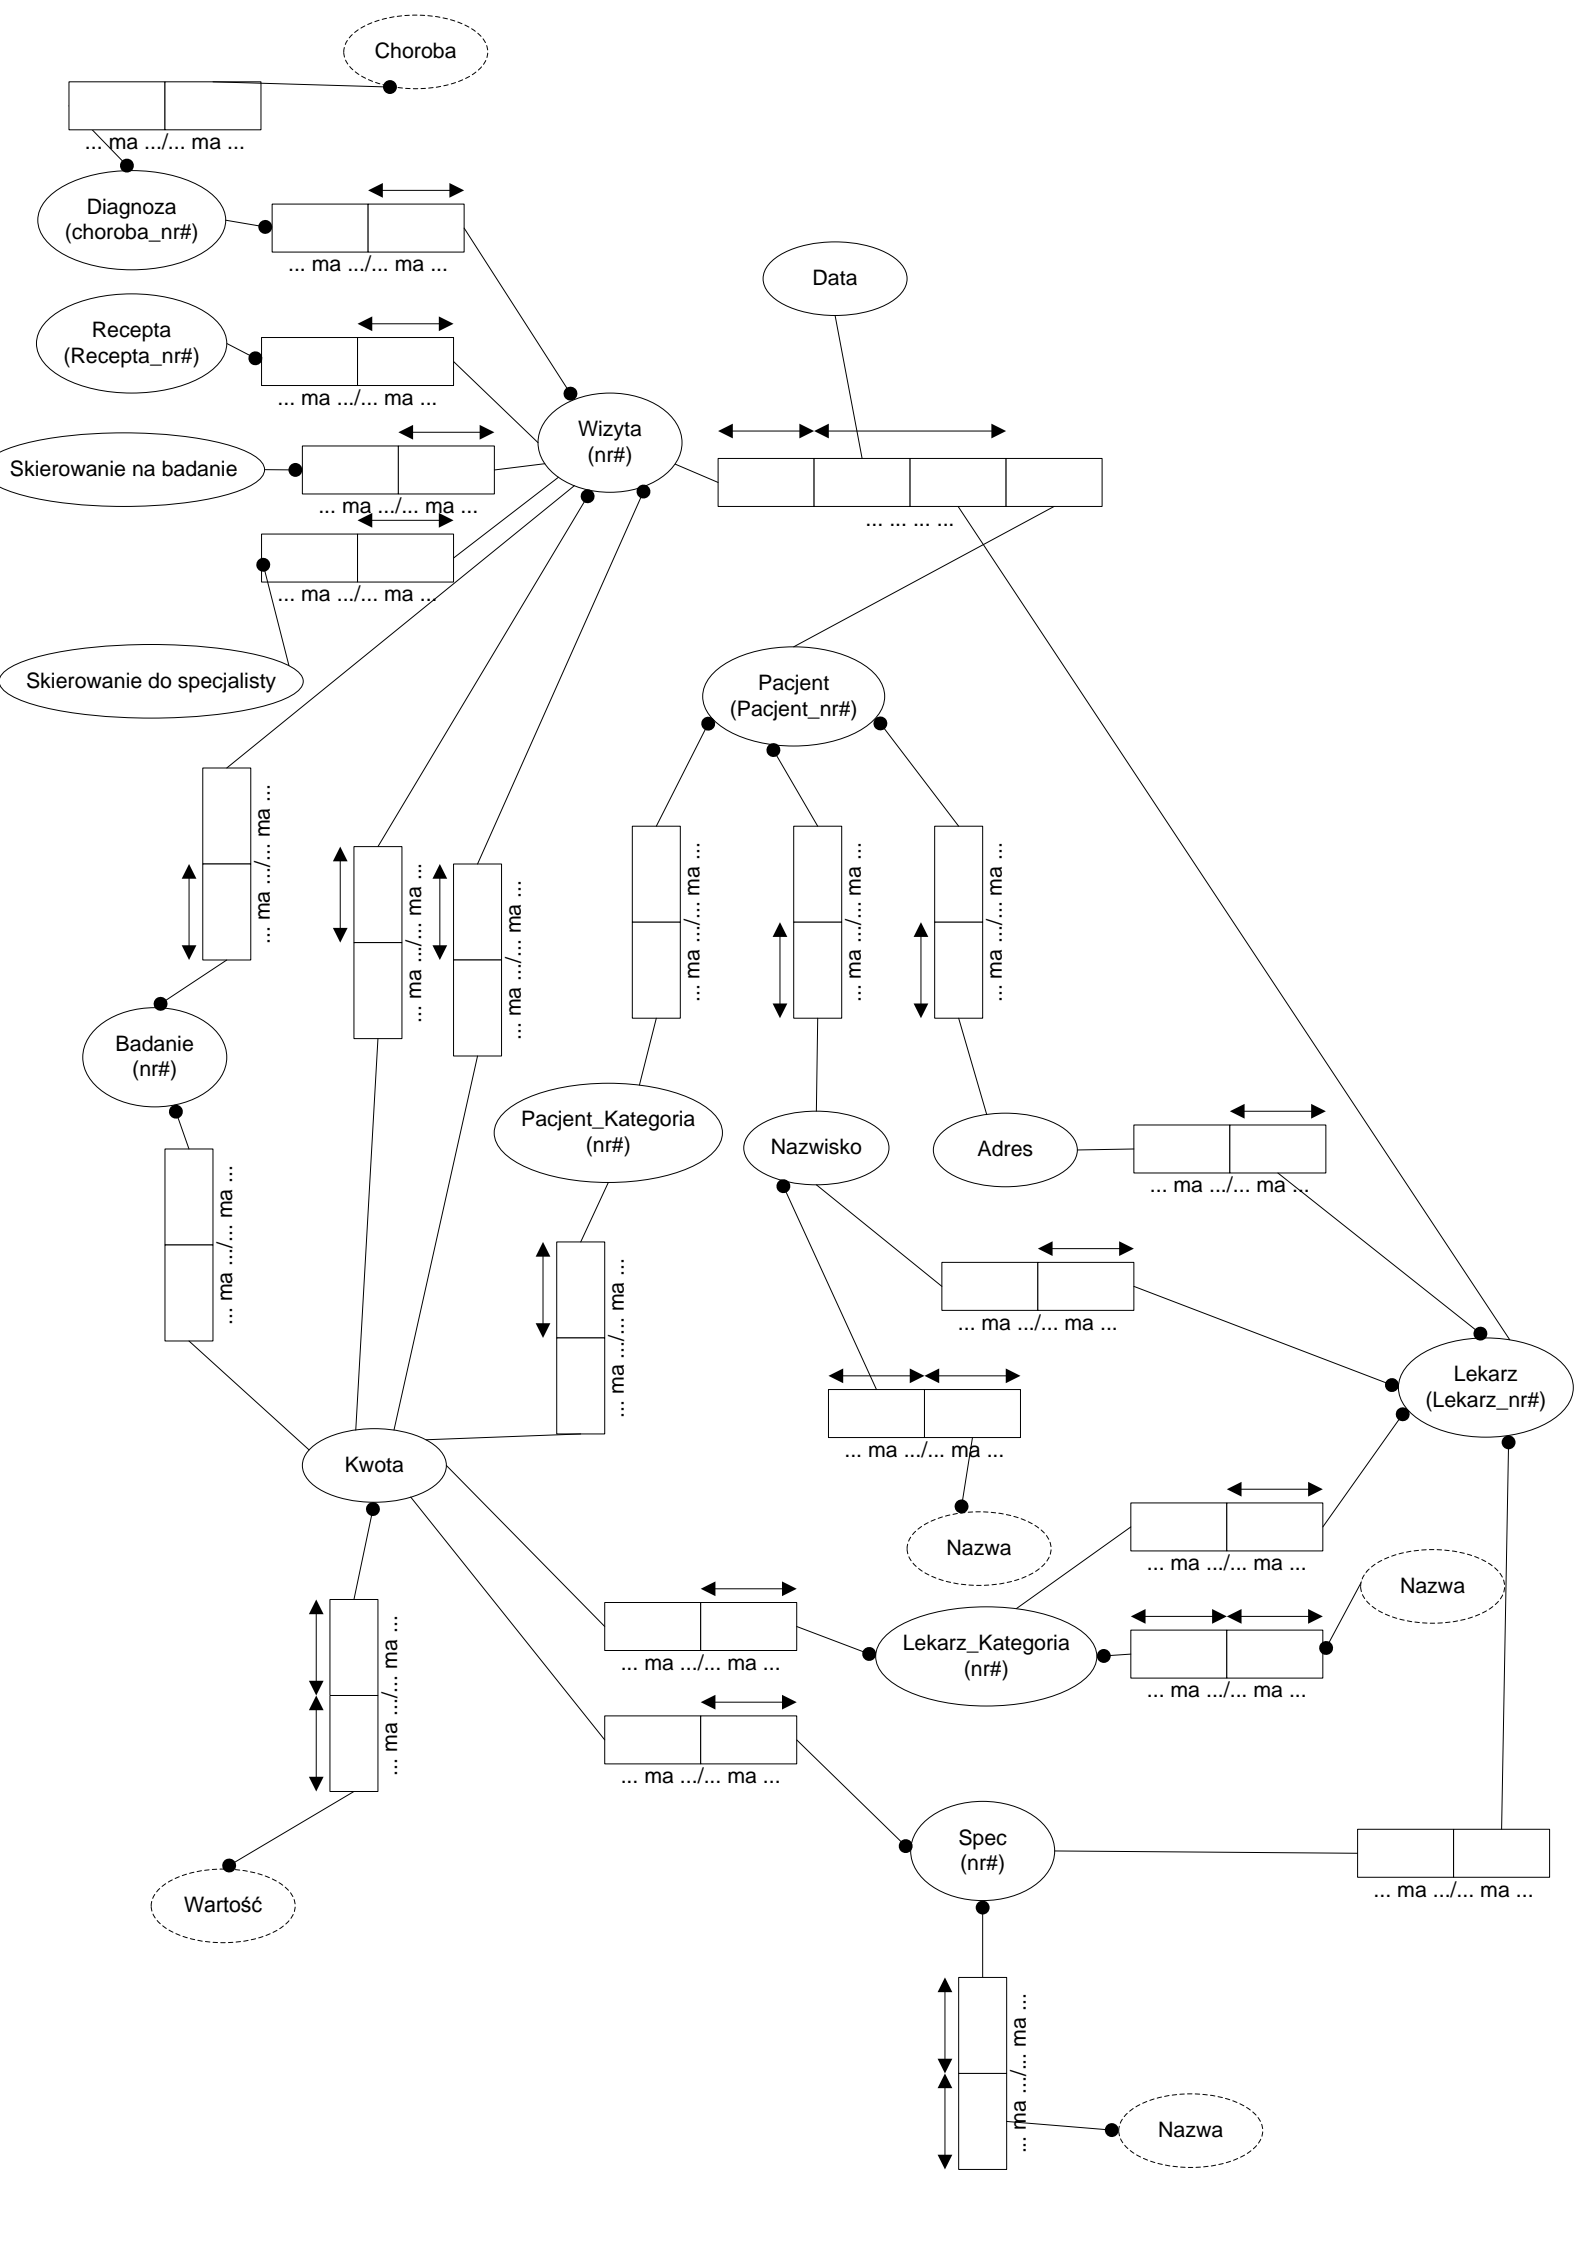 Choroba
... ma .../... ma ...
Diagnoza
(choroba_nr#)
... ma .../... ma ...
Data
Recepta
(Recepta_nr#)
... ma .../... ma ...
Wizyta
(nr#)
Skierowanie na badanie
... ma .../... ma ...
... ... ... ...
... ma .../... ma ...
Skierowanie do specjalisty
Pacjent
(Pacjent_nr#)
... ma .../... ma ...
... ma .../... ma ...
... ma .../... ma ...
... ma .../... ma ...
... ma .../... ma ...
... ma .../... ma ...
Badanie
(nr#)
Pacjent_Kategoria
(nr#)
Nazwisko
Adres
... ma .../... ma ...
... ma .../... ma ...
... ma .../... ma ...
... ma .../... ma ...
Lekarz
(Lekarz_nr#)
... ma .../... ma ...
Kwota
Nazwa
... ma .../... ma ...
Nazwa
... ma .../... ma ...
Lekarz_Kategoria
(nr#)
... ma .../... ma ...
... ma .../... ma ...
... ma .../... ma ...
Spec
(nr#)
... ma .../... ma ...
Wartość
... ma .../... ma ...
Nazwa